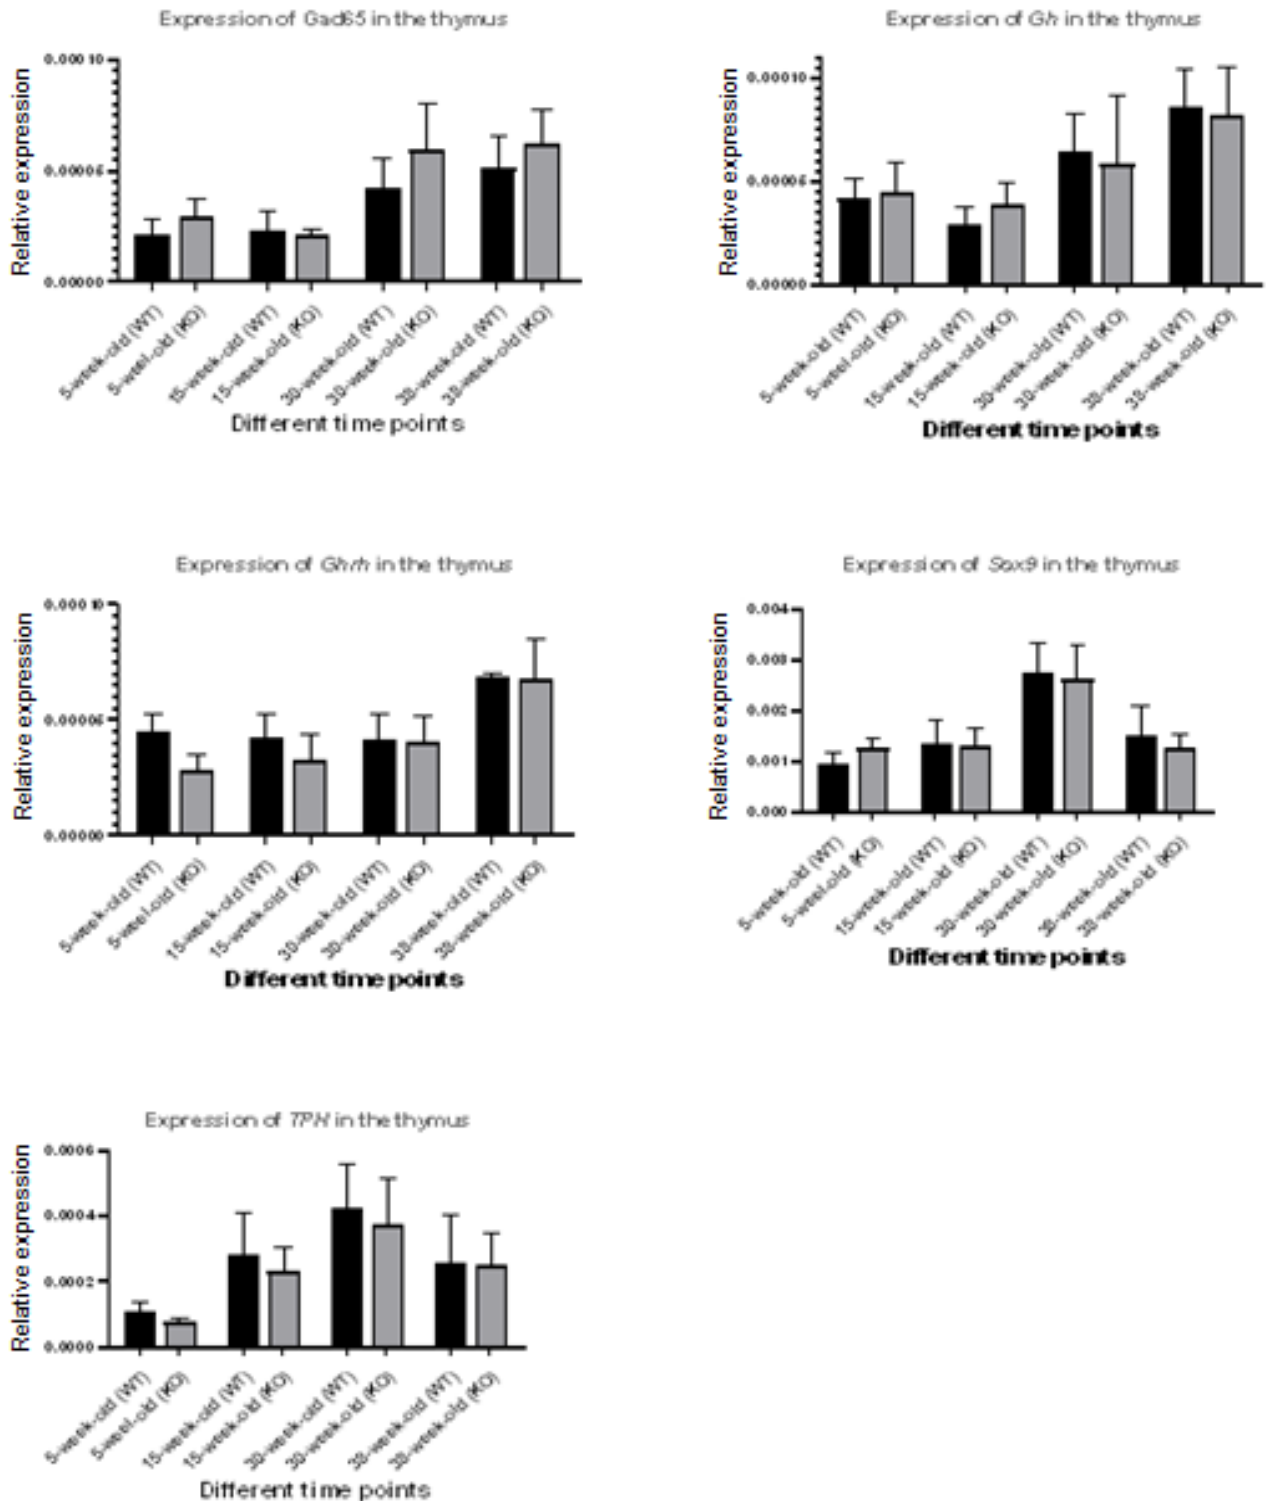 Expression of Gad65 in the thymus
Relative expression
0.00010
0.00005
0.00000
5-week-old (WT)
5-weel-old (KO)
15-week-old (WT)
15-week-old (KO)
30-week-old (WT)
30-week-old (KO)
38-week-old (WT)
38-week-old (KO)
Different time points
Expression of Gh in the thymus
Relative expression
0.00010
0.00005
0.00000
5-week-old (WT)
5-weel-old (KO)
15-week-old (WT)
15-week-old (KO)
30-week-old (WT)
30-week-old (KO)
38-week-old (WT)
38-week-old (KO)
Different time points
Expression of Ghrh in the thymus
Relative expression
0.00010
0.00005
0.00000
5-week-old (WT)
5-weel-old (KO)
15-week-old (WT)
15-week-old (KO)
30-week-old (WT)
30-week-old (KO)
38-week-old (WT)
38-week-old (KO)
Different time points
Expression of Sox9 in the thymus
Relative expression
0.004
0.003
0.002
0.001
0.000
5-week-old (WT)
5-weel-old (KO)
15-week-old (WT)
15-week-old (KO)
30-week-old (WT)
30-week-old (KO)
38-week-old (WT)
38-week-old (KO)
Different time points
Expression of TPH in the thymus
Relative expression
0.0006
0.0004
0.0002
0.0000
5-week-old (WT)
5-weel-old (KO)
15-week-old (WT)
15-week-old (KO)
30-week-old (WT)
30-week-old (KO)
38-week-old (WT)
38-week-old (KO)
Different time points